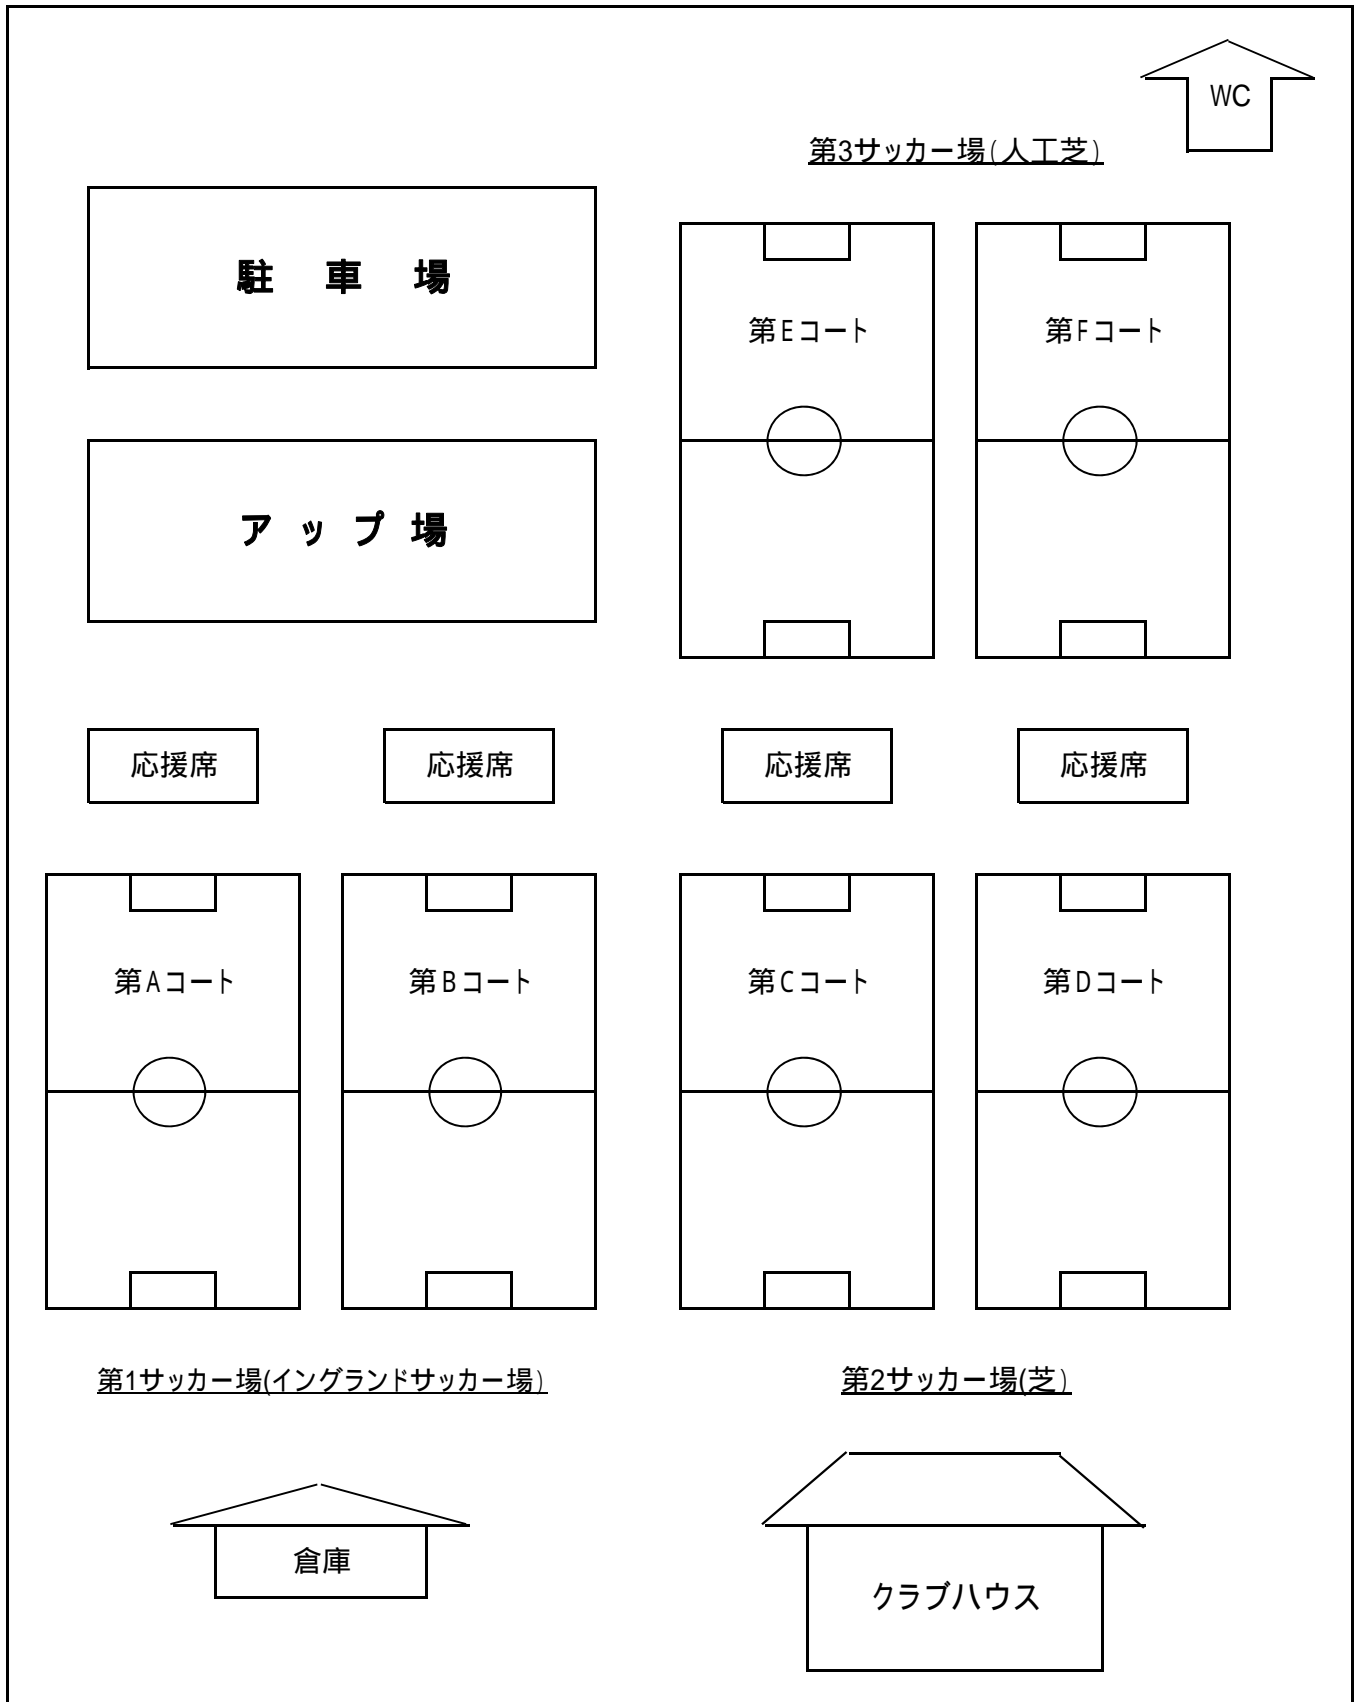 WC
第3サッカー場(人工芝)
駐 車 場
第Eコート
第Fコート
ア ッ プ 場
応援席
応援席
応援席
応援席
第Aコート
第Bコート
第Cコート
第Dコート
第1サッカー場(イングランドサッカー場)
第2サッカー場(芝)
倉庫
クラブハウス